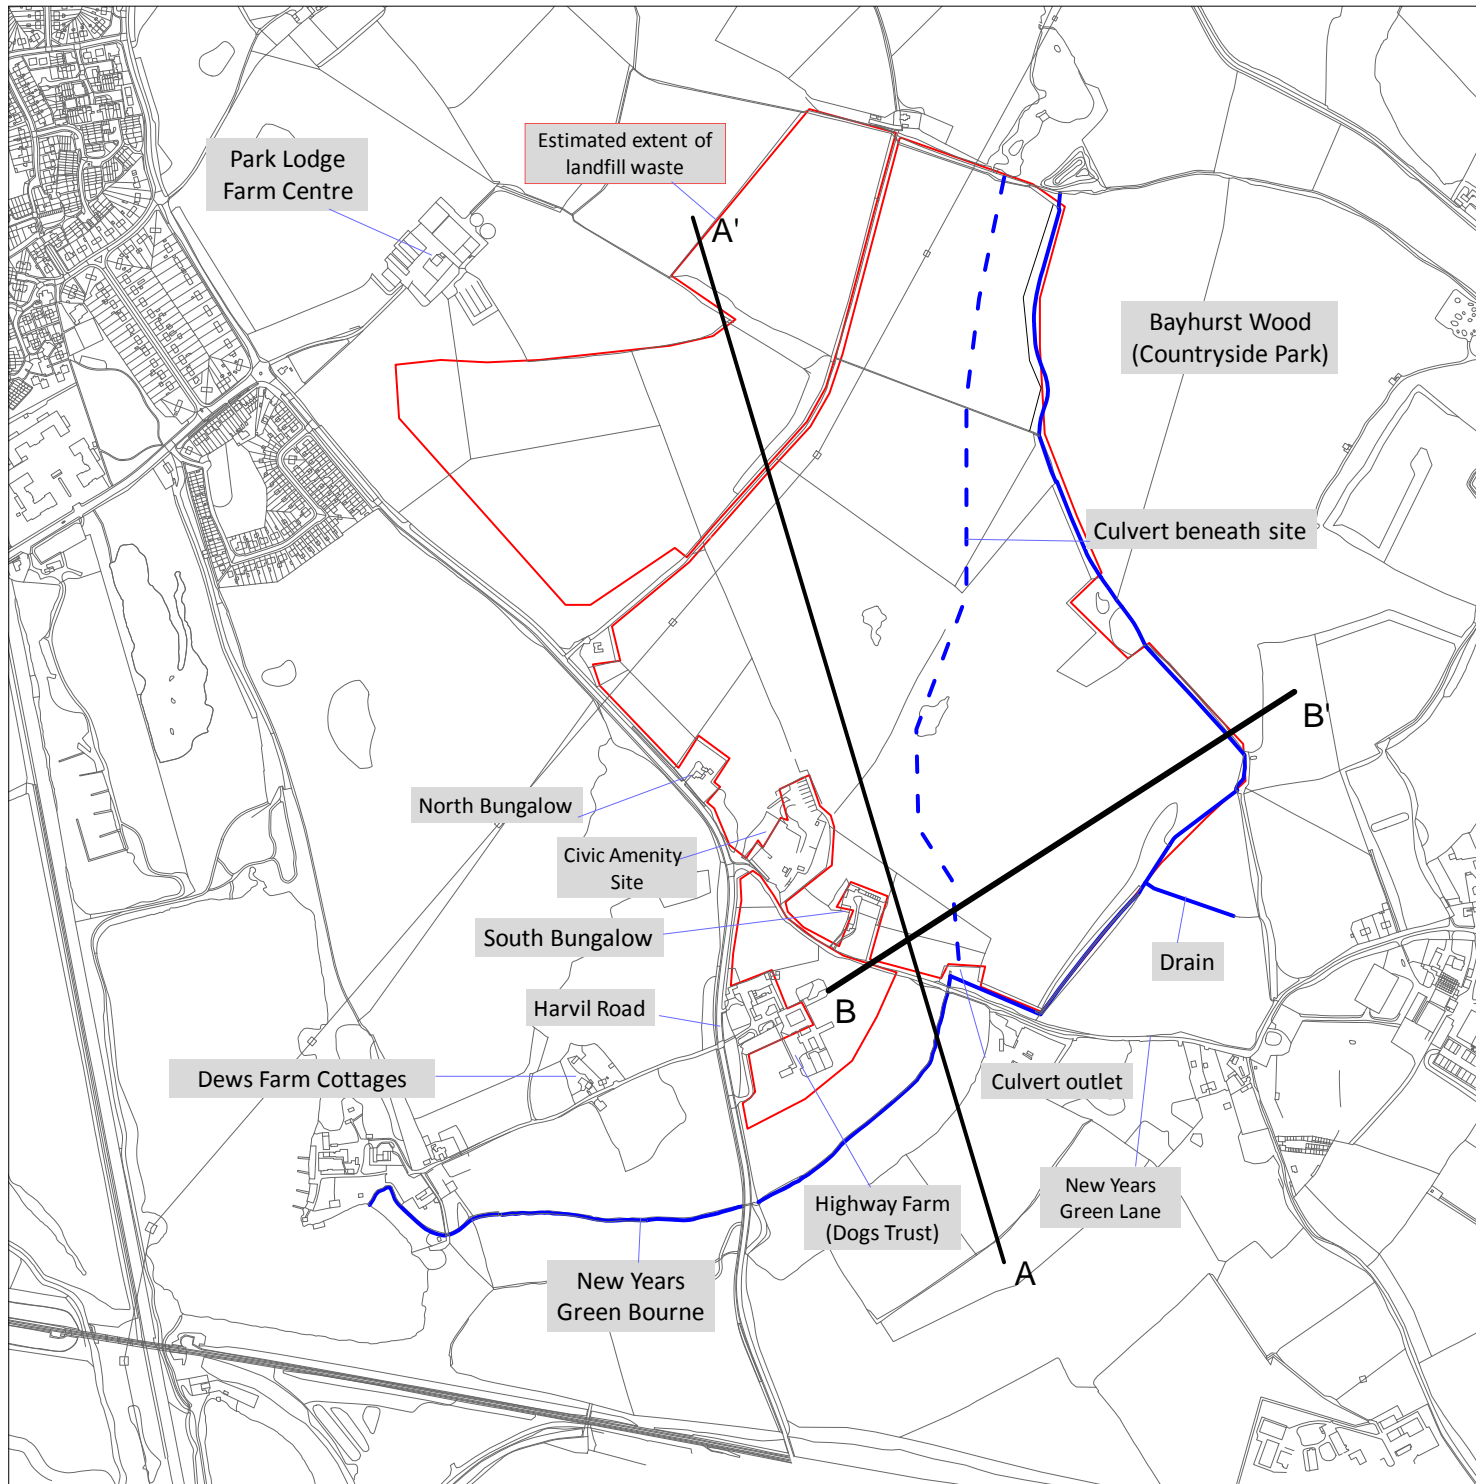 Estimated extent of
landfill waste
Park Lodge
Farm Centre
A'
Bayhurst Wood
(Countryside Park)
Culvert beneath site
B'
North Bungalow
Civic Amenity
Site
South Bungalow
Drain
Harvil Road
B
Dews Farm Cottages
Culvert outlet
New Years
Green Lane
Highway Farm
(Dogs Trust)
A
New Years
Green Bourne